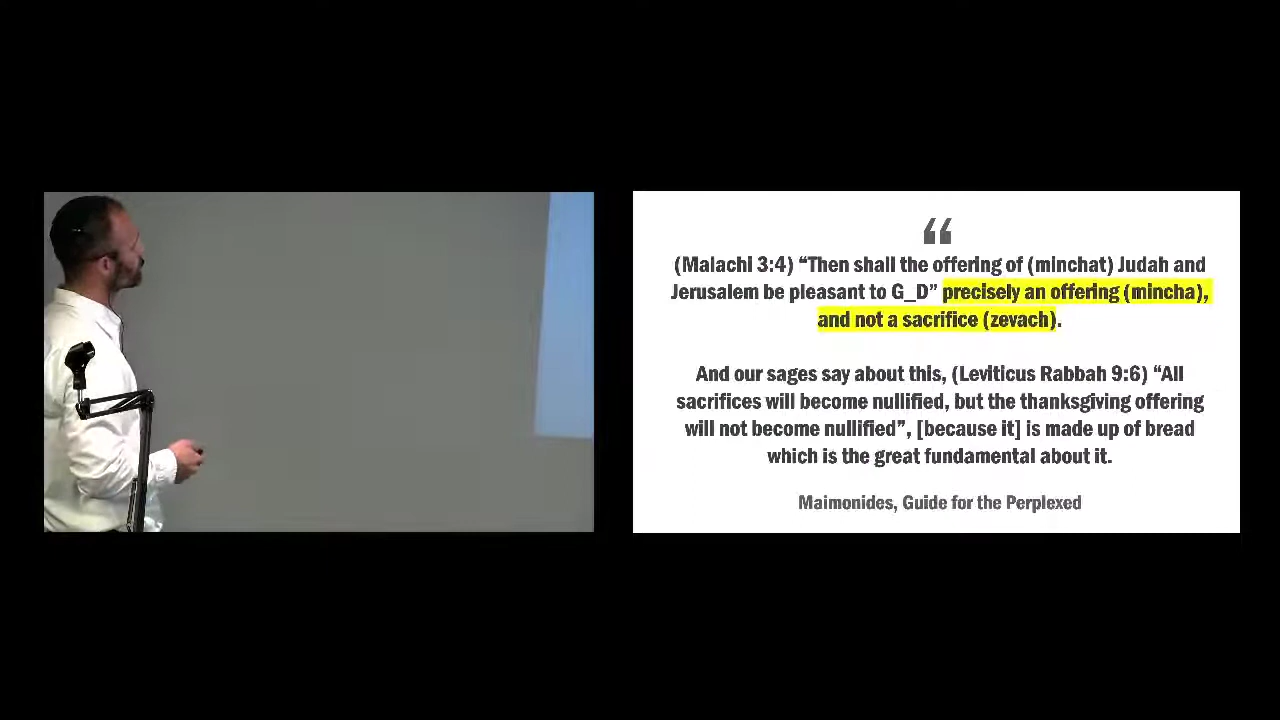 “
(Malachi 3:4) “Then shall the offering of (minchat) Judah and
Jerusalem be pleasant to G_D” precisely an offering (mincha),
and not a sacrifice (zevach).
And our sages say about this, (Leviticus Rabbah 9:6) “All
sacrifices will become nullified, but the thanksgiving offering
will not become nullified”, [because it] is made up of bread
which is the great fundamental about it.
Maimonides, Guide for the Perplexed